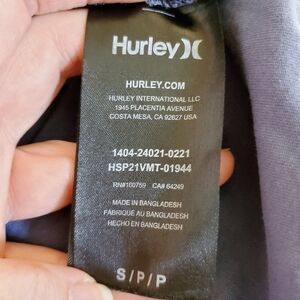 Hurley
HURLEY.COM
HURLEY INTERNATIONAL LLC
1945 PLACENTIA AVENUE
COSTA MESA, CA 92627 USA
1404-24021-0221
HSP21VMT-01944
RN#100759 CA# 64249
MADE IN BANGLADESH
FABRIQUÉ AU BANGLADESH
HECHO EN BANGLADESH
S/P/P